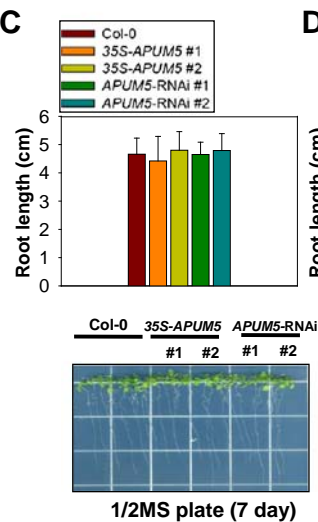 C
D
Col-0
35S-APUM5 #1
35S-APUM5 #2
APUM5-RNAi #1
APUM5-RNAi #2
Root length (cm)
6
5
4
3
2
1
0
Root length (cm)
Col-0 35S-APUM5 APUM5-RNAi
#1 #2 #1 #2
1/2MS plate (7 day)